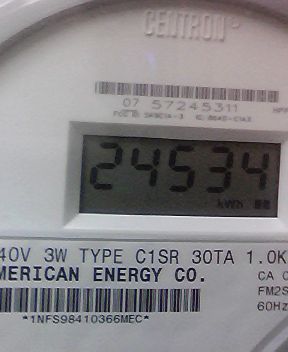 CENTRON
07 57245311
24534
kWh
40V 3W TYPE C1SR 30TA 1.0K
MERICAN ENERGY CO.
CA
FM2S
60Hz
*1NFS98410366MEC*